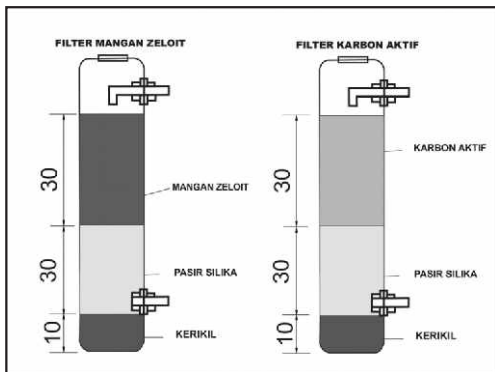 FILTER MANGAN ZELOIT
30
MANGAN ZELOIT
30
PASIR SILIKA
10
KERIKIL
FILTER KARBON AKTIF
KARBON AKTIF
30
30
PASIR SILIKA
10
KERIKIL